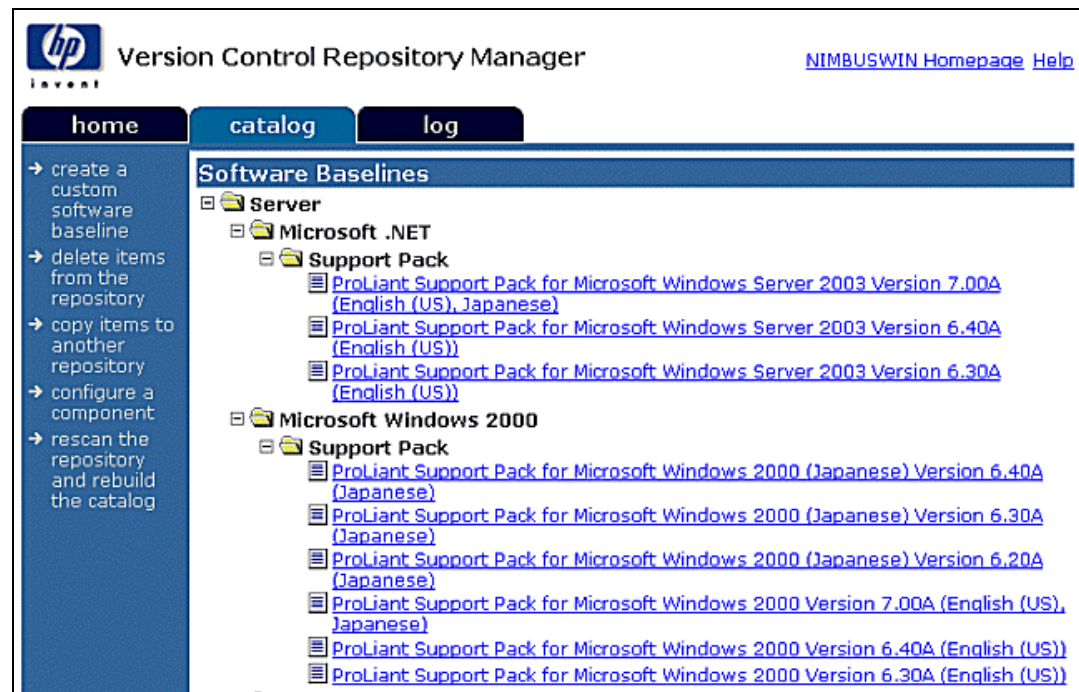 hp
invent
Version Control Repository Manager
NIMBUSWIN Homepage Help
home
catalog
log
create a
custom
software
baseline
delete items
from the
repository
copy items to
another
repository
configure a
component
rescan the
repository
and rebuild
the catalog
Software Baselines
Server
Microsoft .NET
Support Pack
ProLiant Support Pack for Microsoft Windows Server 2003 Version 7.00A
(English (US), Japanese)
ProLiant Support Pack for Microsoft Windows Server 2003 Version 6.40A
(English (US))
ProLiant Support Pack for Microsoft Windows Server 2003 Version 6.30A
(English (US))
Microsoft Windows 2000
Support Pack
ProLiant Support Pack for Microsoft Windows 2000 (Japanese) Version 6.40A
(Japanese)
ProLiant Support Pack for Microsoft Windows 2000 (Japanese) Version 6.30A
(Japanese)
ProLiant Support Pack for Microsoft Windows 2000 (Japanese) Version 6.20A
(Japanese)
ProLiant Support Pack for Microsoft Windows 2000 Version 7.00A (English (US),
Japanese)
ProLiant Support Pack for Microsoft Windows 2000 Version 6.40A (English (US))
ProLiant Support Pack for Microsoft Windows 2000 Version 6.30A (English (US))